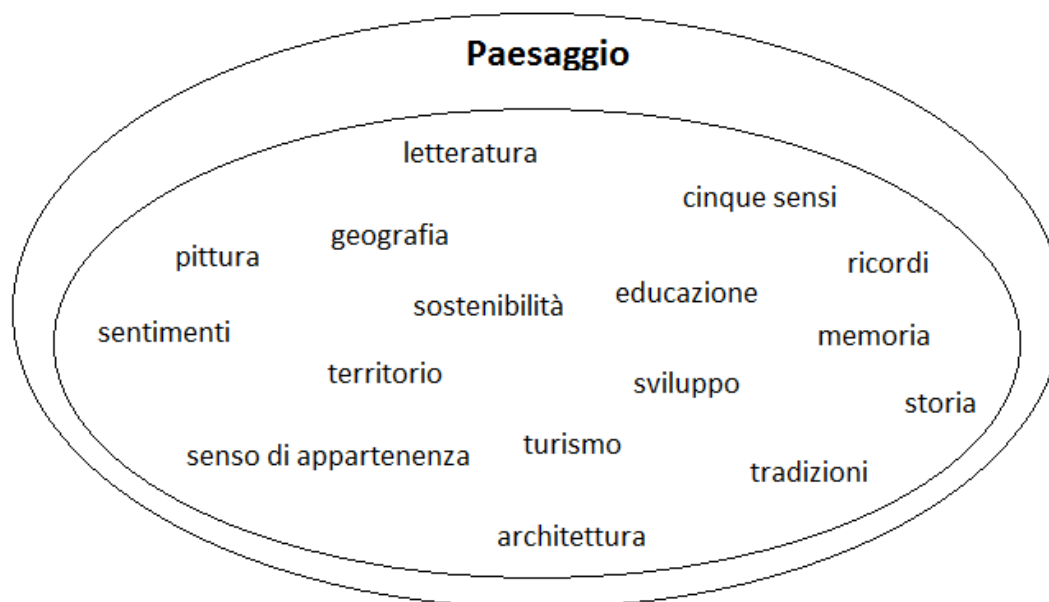 Paesaggio
letteratura
cinque sensi
geografia
pittura
ricordi
educazione
sostenibilità
sentimenti
memoria
territorio
sviluppo
storia
turismo
senso di appartenenza
tradizioni
architettura